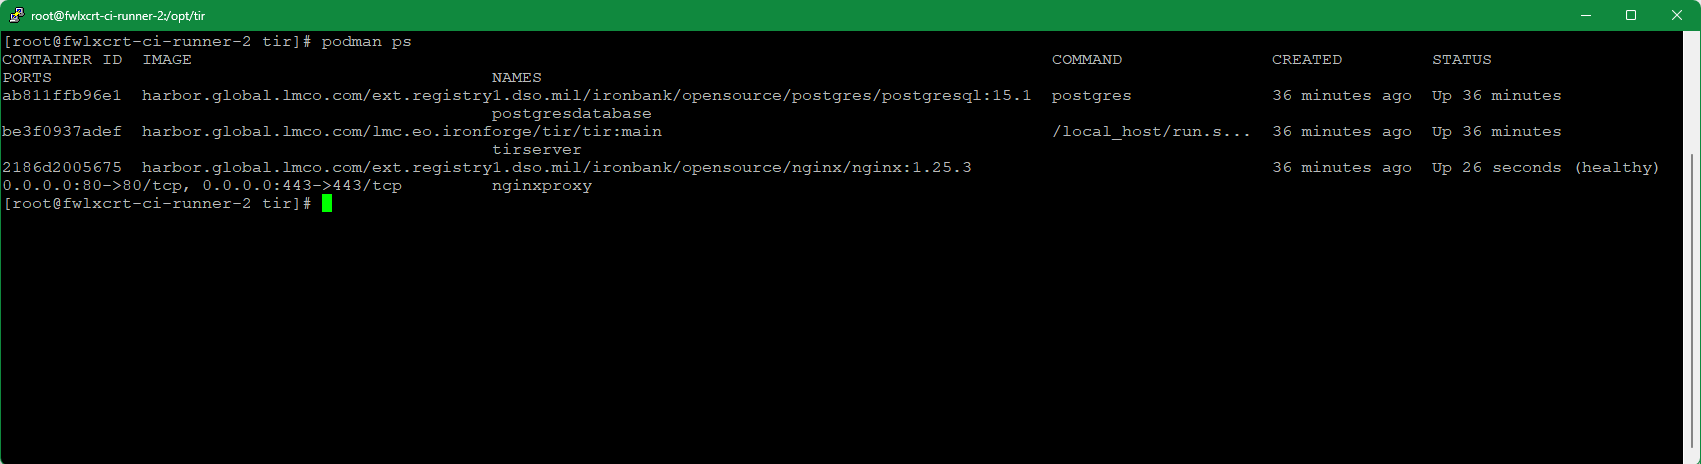 root@fwlxcrt-ci-runner-2:/opt/tir
[root@fwlxcrt-ci-runner-2 tir]# podman ps
CONTAINER ID  IMAGE  COMMAND  CREATED  STATUS
PORTS  NAMES
ab811ffb96e1  harbor.global.lmco.com/ext.registry1.dso.mil/ironbank/opensource/postgres/postgresql:15.1  postgres  36 minutes ago  Up 36 minutes
postgresdatabase
be3f0937adef  harbor.global.lmco.com/lmc.eo.ironforge/tir/tir:main  /local_host/run.s...  36 minutes ago  Up 36 minutes
tirserver
2186d2005675  harbor.global.lmco.com/ext.registry1.dso.mil/ironbank/opensource/nginx/nginx:1.25.3  36 minutes ago  Up 26 seconds (healthy)
0.0.0.0:80->80/tcp, 0.0.0.0:443->443/tcp  nginxproxy
[root@fwlxcrt-ci-runner-2 tir]#